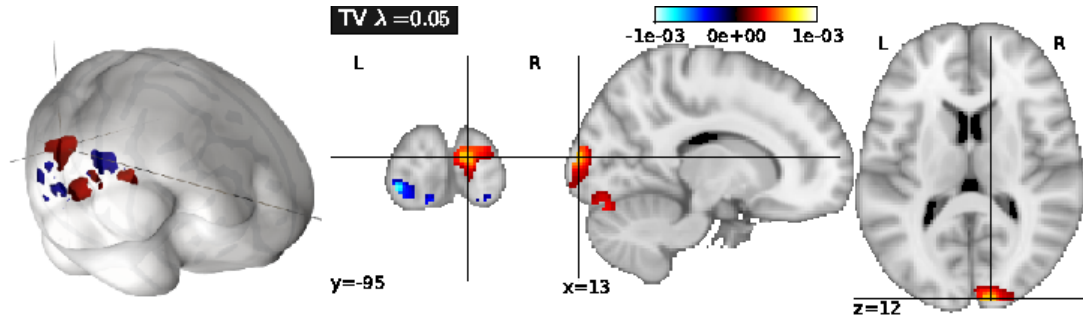 TV λ =0.05
-1e-03 0e+00 1e-03
L R
L R
y=-95
x=13
z=12